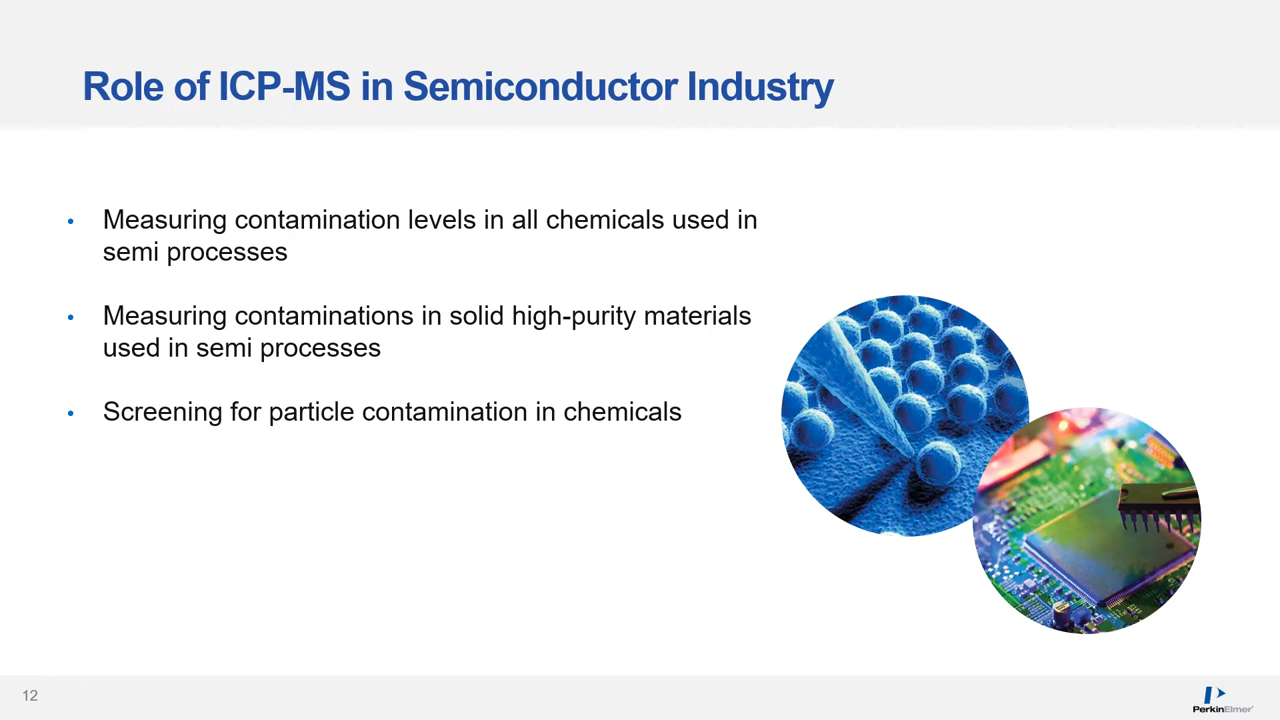 Role of ICP-MS in Semiconductor Industry
• Measuring contamination levels in all chemicals used in
semi processes
• Measuring contaminations in solid high-purity materials
used in semi processes
• Screening for particle contamination in chemicals
12
PerkinElmer